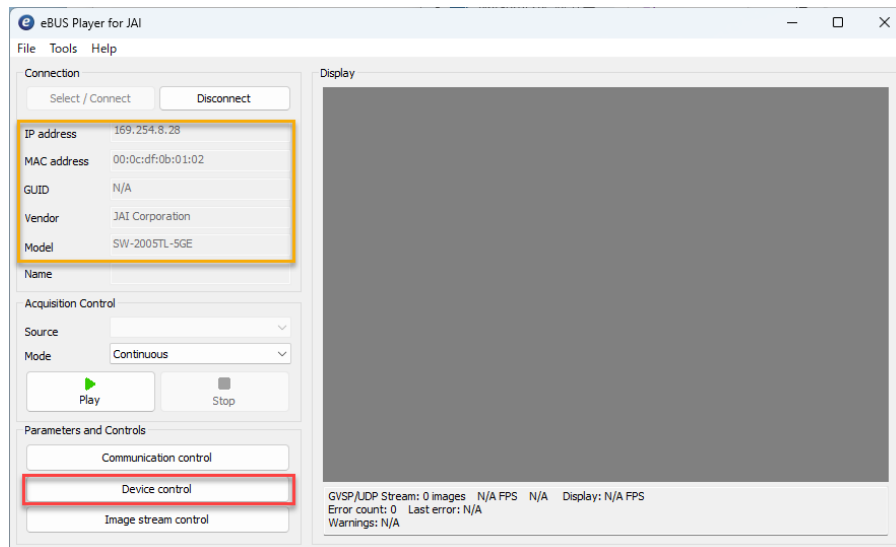 eBUS Player for JAI
File Tools Help
Connection
Select / Connect Disconnect
IP address 169.254.8.28
MAC address 00:0c:df:0b:01:02
GUID N/A
Vendor JAI Corporation
Model SW-2005TL-5GE
Name
Acquisition Control
Source
Mode Continuous
Play Stop
Parameters and Controls
Communication control
Device control
Image stream control
Display
GVSP/UDP Stream: 0 images N/A FPS N/A Display: N/A FPS
Error count: 0 Last error: N/A
Warnings: N/A